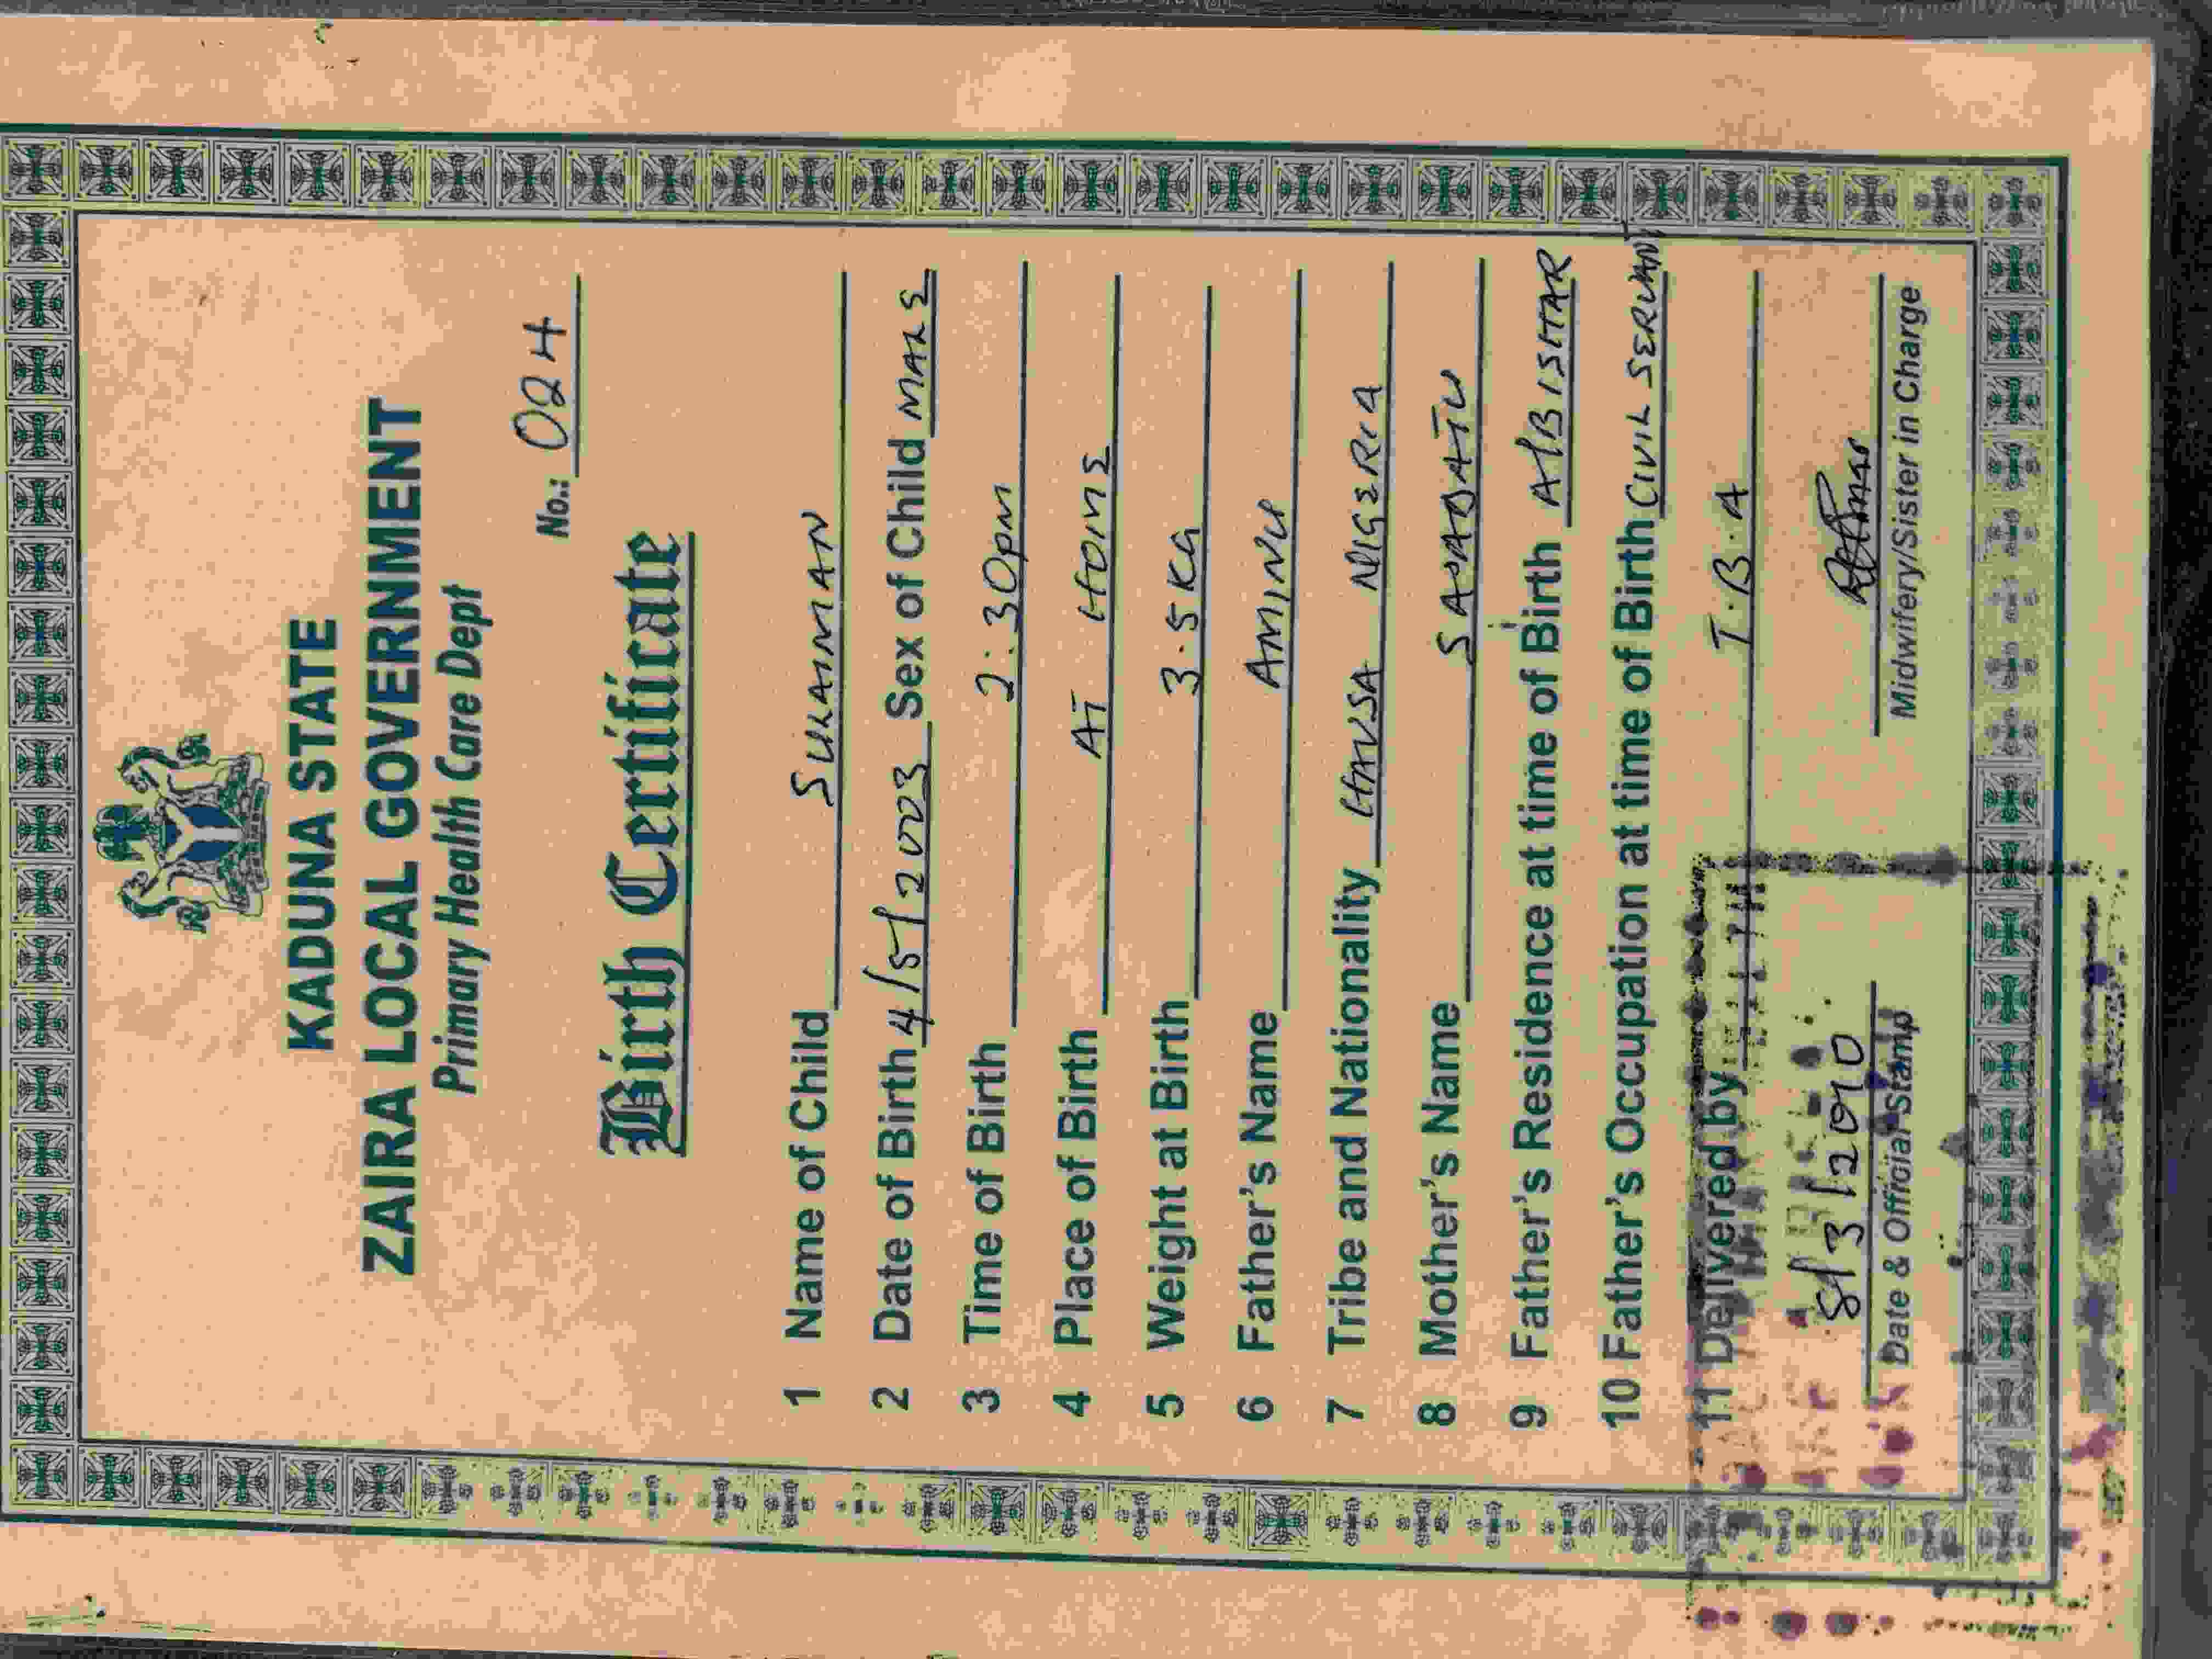 KADUNA STATE
ZAIRA LOCAL GOVERNMENT
Primary Health Care Dept
No.: 024
Birth Certificate
1 Name of Child SULAIMAN
2 Date of Birth 4/5/2003 Sex of Child MALE
3 Time of Birth 2:30pm
4 Place of Birth AT HOME
5 Weight at Birth 3.5KG
6 Father's Name AMINU
7 Tribe and Nationality HAUSA NIGERIA
8 Mother's Name SAADATU
9 Father's Residence at time of Birth ALBISHAR
10 Father's Occupation at time of Birth CIVIL SERVANT
11 Delivered by T.B.A
8/3/2010
Date & Official Stamp Midwifery/Sister in Charge